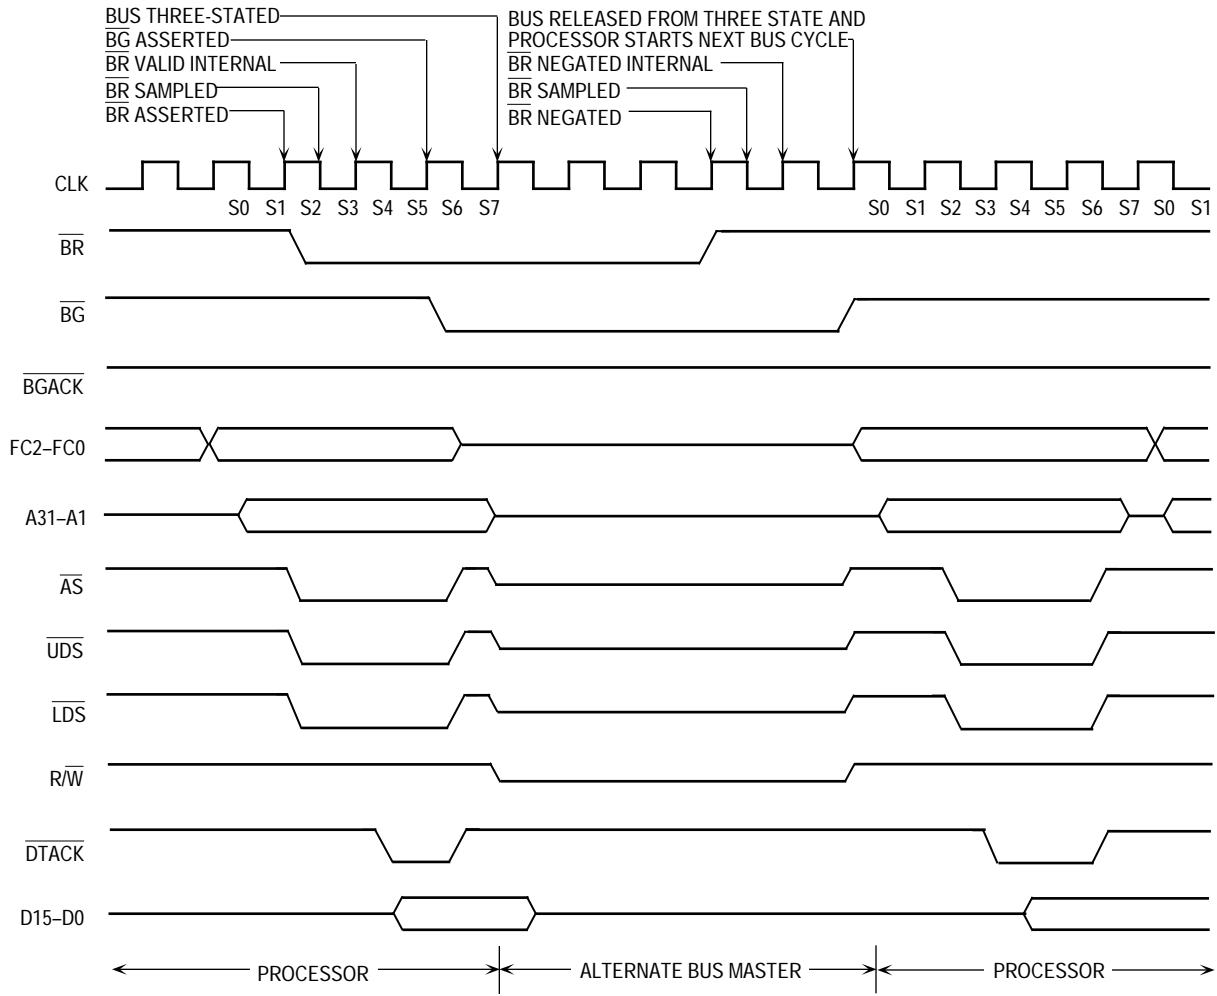 BUS THREE-STATED
BG ASSERTED
BR VALID INTERNAL
BR SAMPLED
BR ASSERTED
BUS RELEASED FROM THREE STATE AND
PROCESSOR STARTS NEXT BUS CYCLE
BR NEGATED INTERNAL
BR SAMPLED
BR NEGATED
CLK
S0 S1 S2 S3 S4 S5 S6 S7 S0 S1 S2 S3 S4 S5 S6 S7 S0 S1
BR
BG
BGACK
FC2–FC0
A31–A1
AS
UDS
LDS
R/W
DTACK
D15–D0
PROCESSOR ALTERNATE BUS MASTER PROCESSOR